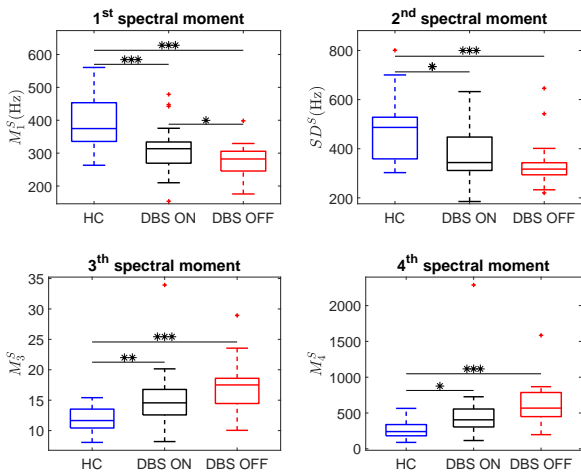 1st spectral moment
***
***
*
M1S(Hz)
600
500
400
300
200
HC DBS ON DBS OFF
2nd spectral moment
***
*
SDS(Hz)
800
600
400
200
HC DBS ON DBS OFF
3th spectral moment
***
**
M3S
35
30
25
20
15
10
HC DBS ON DBS OFF
4th spectral moment
***
*
M4S
2000
1500
1000
500
0
HC DBS ON DBS OFF